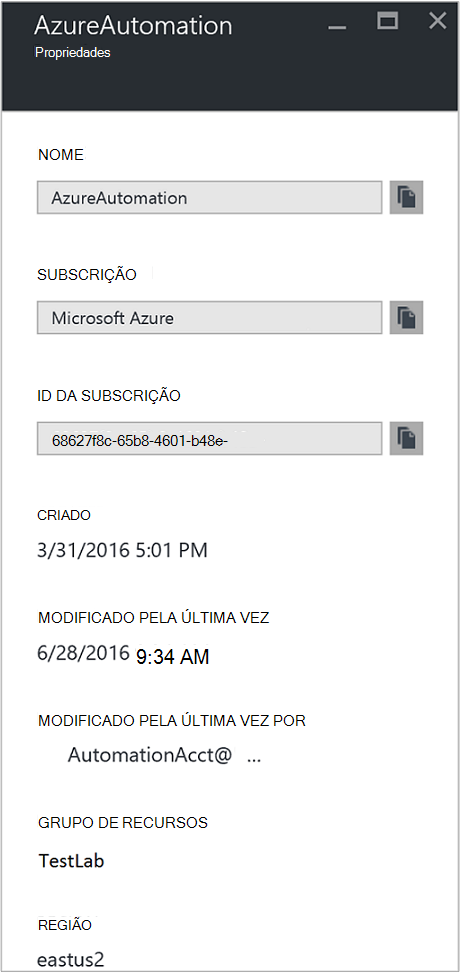 AzureAutomation
Propriedades
NOME
AzureAutomation
SUBSCRIÇÃO
Microsoft Azure
ID DA SUBSCRIÇÃO
68627f8c-65b8-4601-b48e-
CRIADO
3/31/2016 5:01 PM
MODIFICADO PELA ÚLTIMA VEZ
6/28/2016 9:34 AM
MODIFICADO PELA ÚLTIMA VEZ POR
AutomationAcct@ ...
GRUPO DE RECURSOS
TestLab
REGIÃO
eastus2